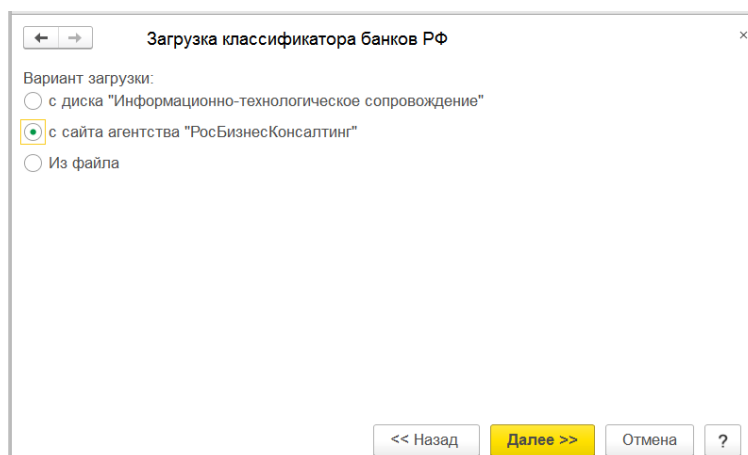 Загрузка классификатора банков РФ
Вариант загрузки:
с диска "Информационно-технологическое сопровождение"
с сайта агентства "РосБизнесКонсалтинг"
Из файла
<< Назад Далее >> Отмена ?